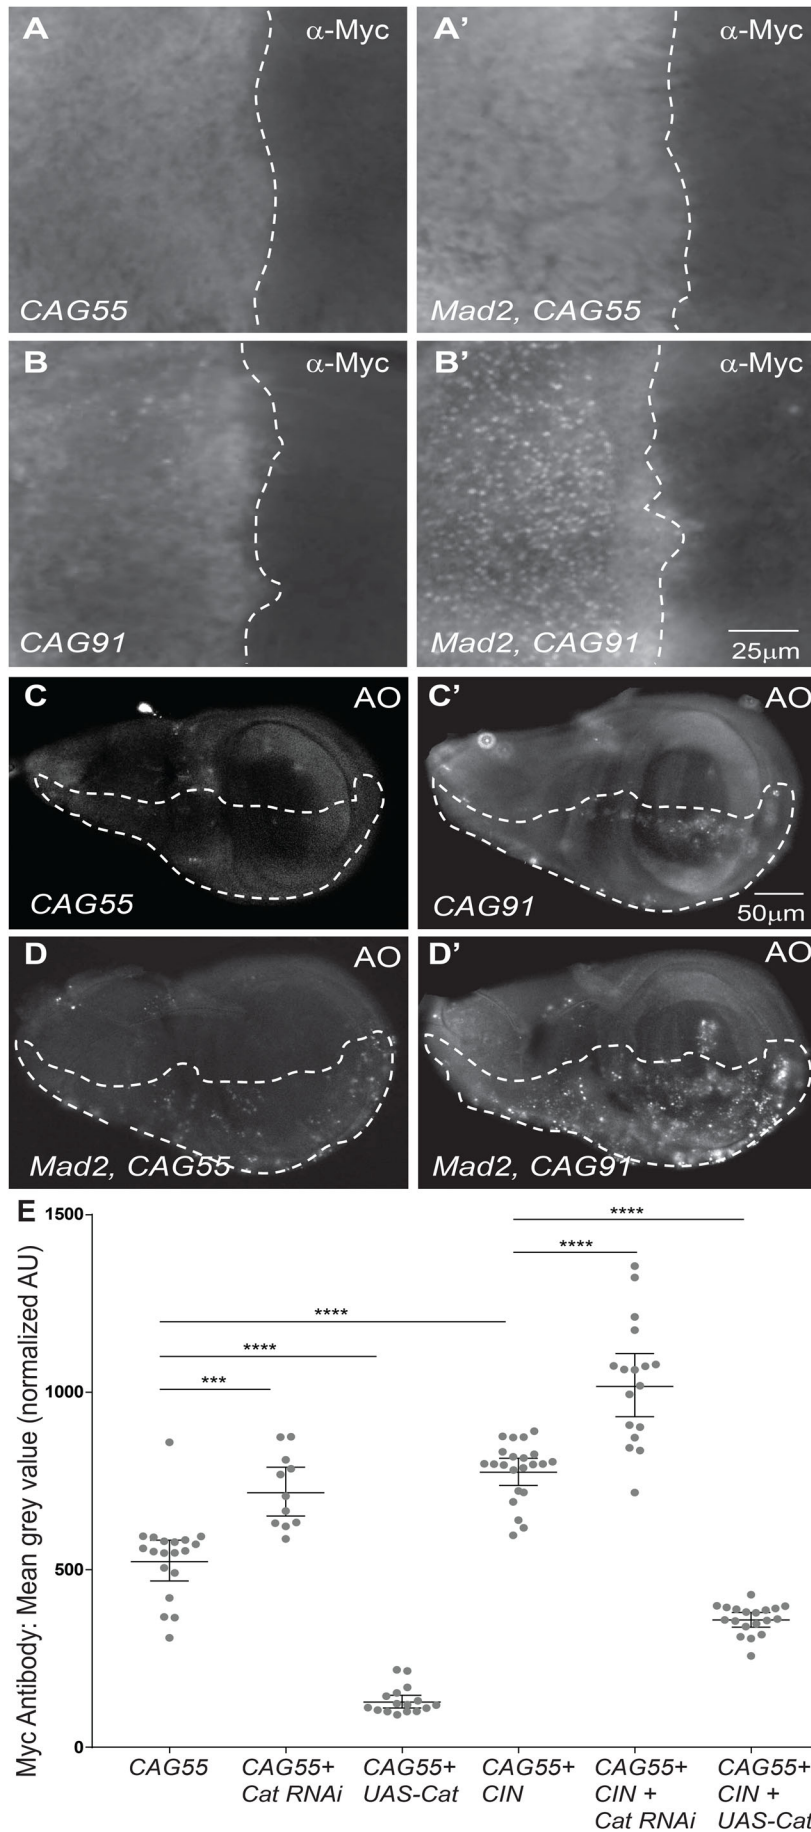 A α-Myc
CAG55
A' α-Myc
Mad2, CAG55
B α-Myc
CAG91
B' α-Myc
Mad2, CAG91
25μm
C AO
CAG55
C' AO
CAG91
50μm
D AO
Mad2, CAG55
D' AO
Mad2, CAG91
E
Myc Antibody: Mean grey value (normalized AU)
1500
1000
500
0
****
****
****
****
***
CAG55
CAG55+
Cat RNAi
CAG55+
UAS-Cat
CAG55+
CIN
CAG55+
CIN +
Cat RNAi
CAG55+
CIN +
UAS-Cat